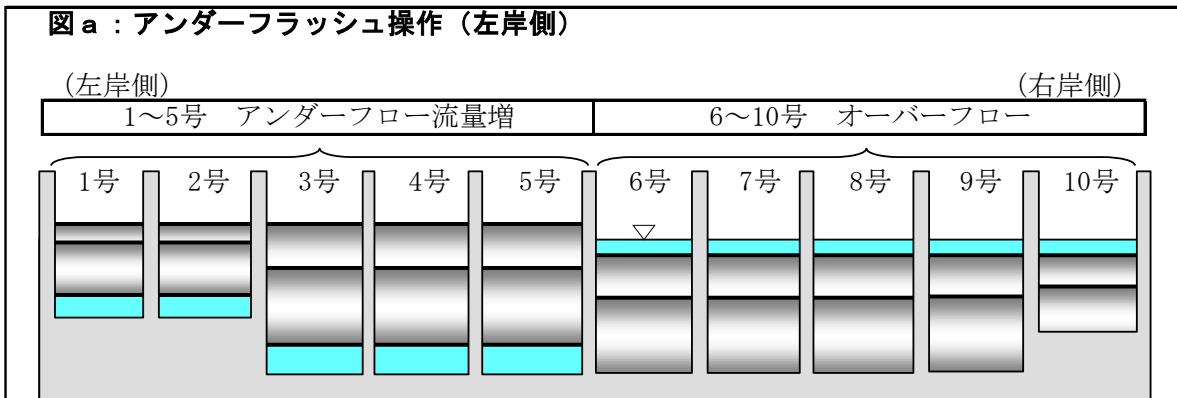 図a:アンダーフラッシュ操作(左岸側)
(左岸側) (右岸側)
1~5号 アンダーフロー流量増 6~10号 オーバーフロー
1号 2号 3号 4号 5号 6号 7号 8号 9号 10号